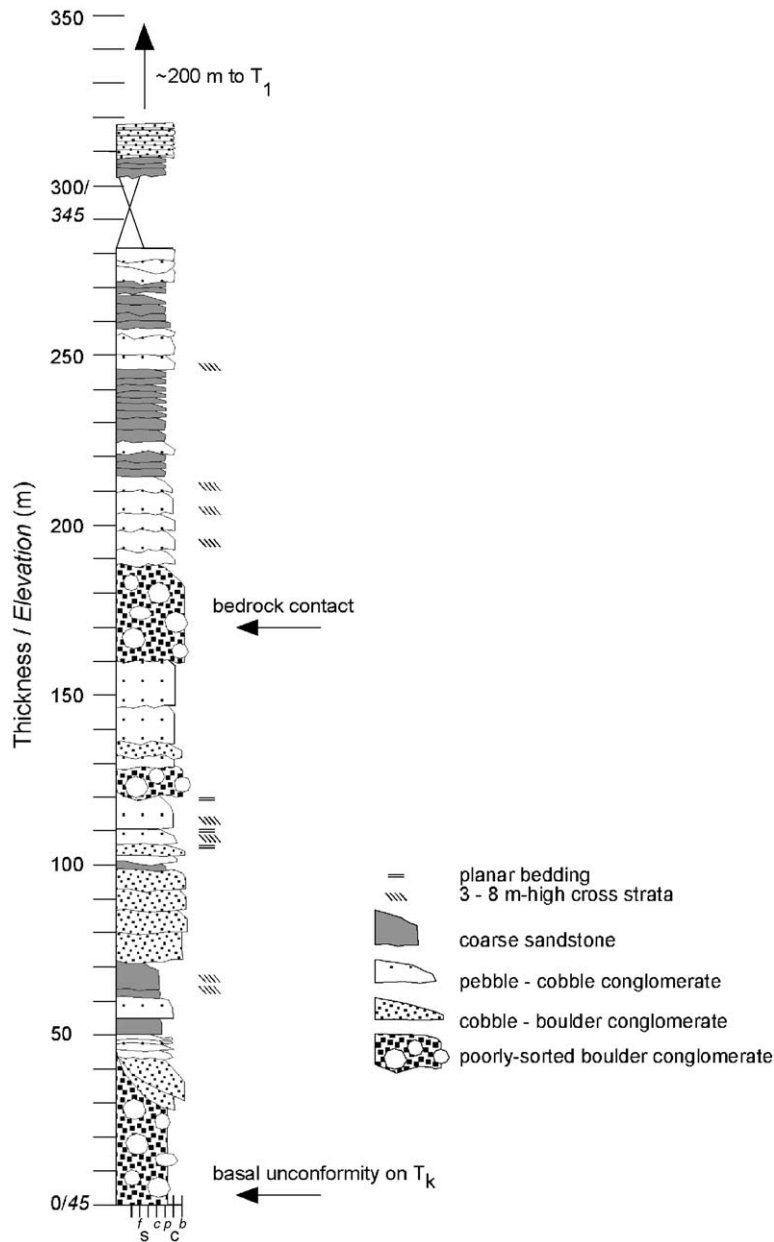 350
~200 m to T1
300/
345
250
200
bedrock contact
150
100
50
basal unconformity on Tk
0/45
f c p b
s c
Thickness / Elevation (m)
planar bedding
3 - 8 m-high cross strata
coarse sandstone
pebble - cobble conglomerate
cobble - boulder conglomerate
poorly-sorted boulder conglomerate